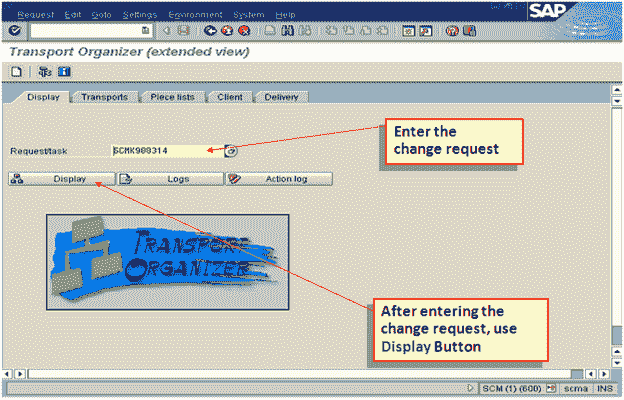 Request Edit Goto Settings Environment System Help
SAP
Transport Organizer (extended view)
Display Transports Piece lists Client Delivery
Enter the
change request
Request/task SCMK900314
Display Logs Action log
TRANSPORT
ORGANIZER
After entering the
change request, use
Display Button
SCM (1) (600) scma INS